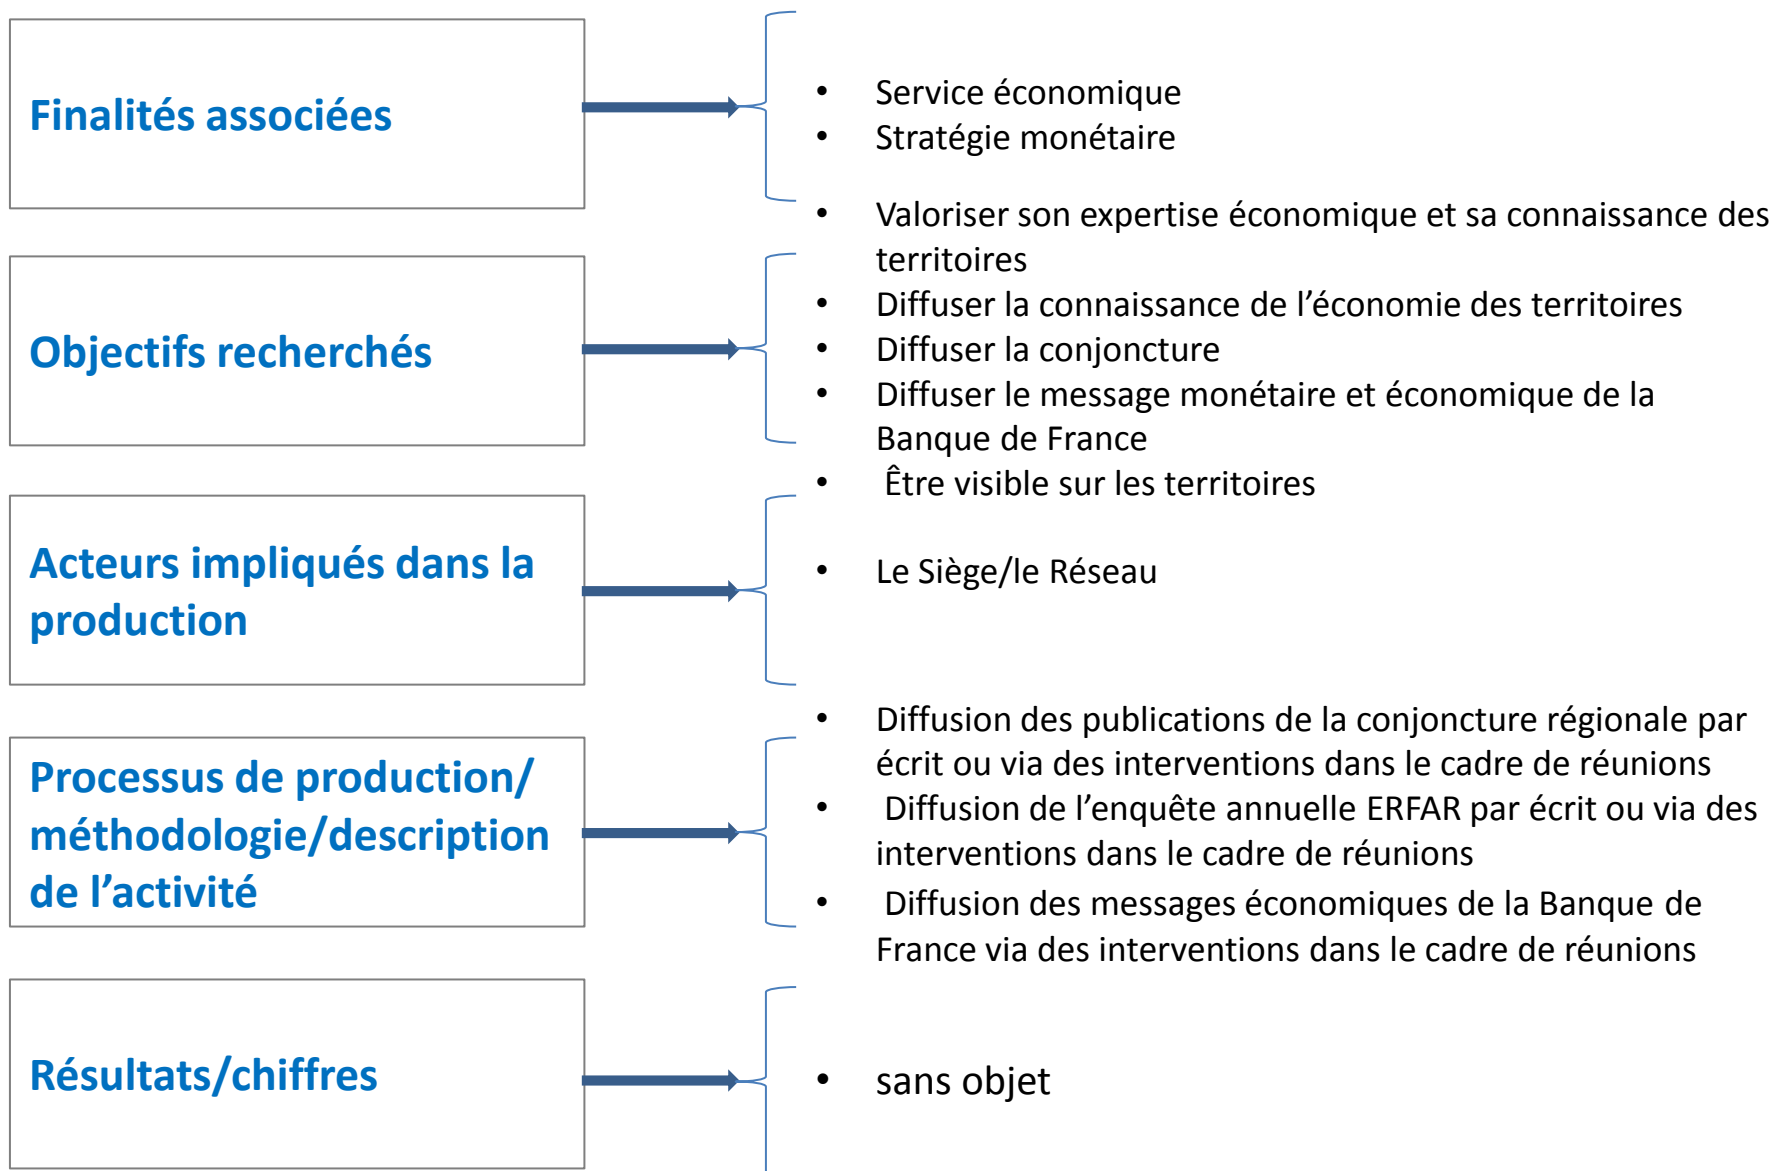 Finalités associées
• Service économique
• Stratégie monétaire
Objectifs recherchés
• Valoriser son expertise économique et sa connaissance des
territoires
• Diffuser la connaissance de l’économie des territoires
• Diffuser la conjoncture
• Diffuser le message monétaire et économique de la
Banque de France
• Être visible sur les territoires
Acteurs impliqués dans la
production
• Le Siège/le Réseau
Processus de production/
méthodologie/description
de l’activité
• Diffusion des publications de la conjoncture régionale par
écrit ou via des interventions dans le cadre de réunions
• Diffusion de l’enquête annuelle ERFAR par écrit ou via des
interventions dans le cadre de réunions
• Diffusion des messages économiques de la Banque de
France via des interventions dans le cadre de réunions
Résultats/chiffres
• sans objet